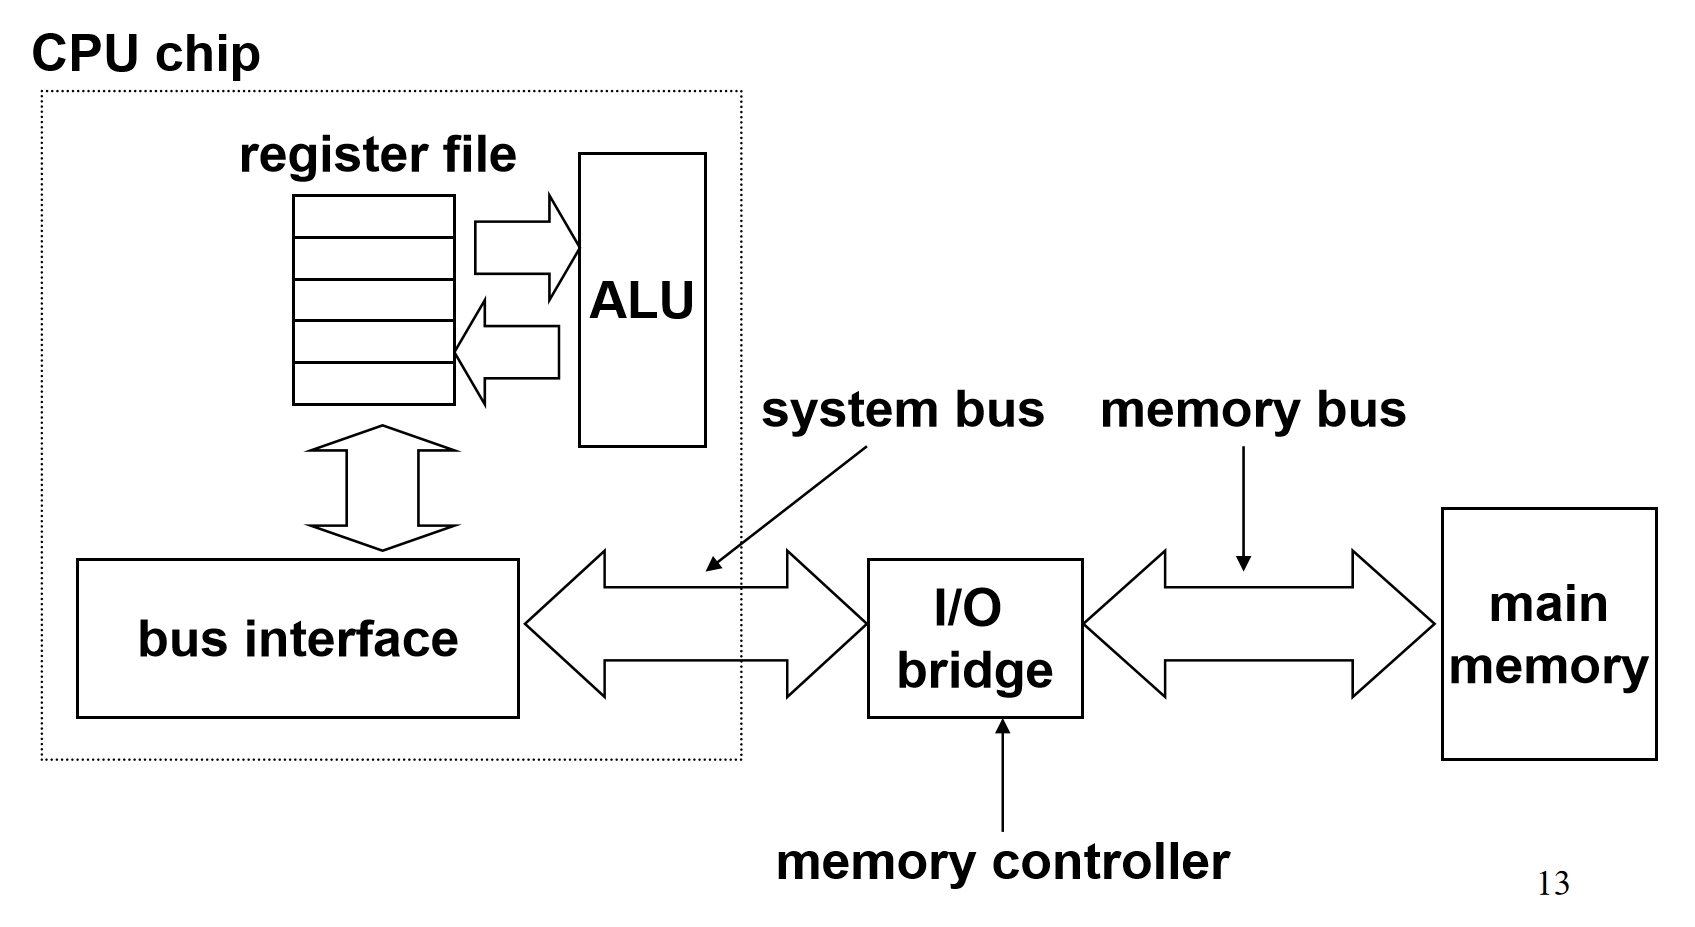 CPU chip
register file
ALU
system bus
memory bus
bus interface
I/O
bridge
main
memory
memory controller
13